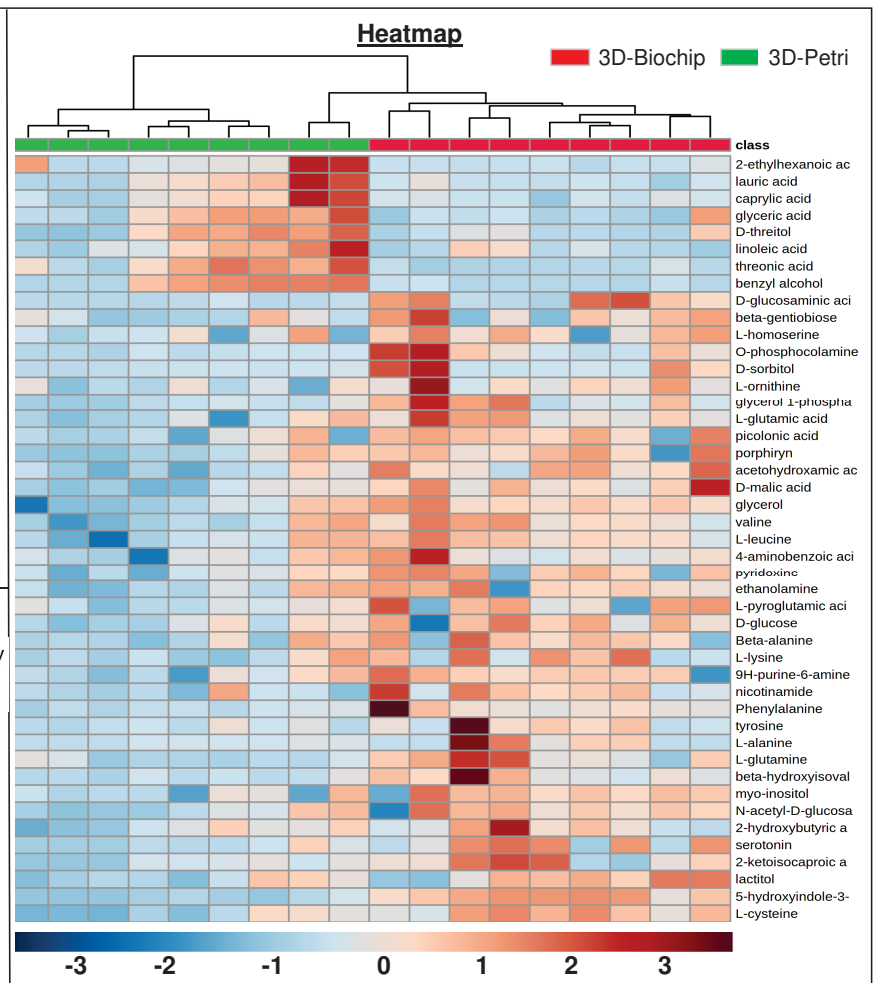 Heatmap
3D-Biochip 3D-Petri
class
2-ethylhexanoic ac
lauric acid
caprylic acid
glyceric acid
D-threitol
linoleic acid
threonic acid
benzyl alcohol
D-glucosaminic aci
beta-gentiobiose
L-homoserine
O-phosphocolamine
D-sorbitol
L-ornithine
glycerol 1-phospha
L-glutamic acid
picolonic acid
porphiryn
acetohydroxamic ac
D-malic acid
glycerol
valine
L-leucine
4-aminobenzoic aci
pyridoxine
ethanolamine
L-pyroglutamic aci
D-glucose
Beta-alanine
L-lysine
9H-purine-6-amine
nicotinamide
Phenylalanine
tyrosine
L-alanine
L-glutamine
beta-hydroxyisoval
myo-inositol
N-acetyl-D-glucosa
2-hydroxybutyric a
serotonin
2-ketoisocaproic a
lactitol
5-hydroxyindole-3-
L-cysteine
-3 -2 -1 0 1 2 3